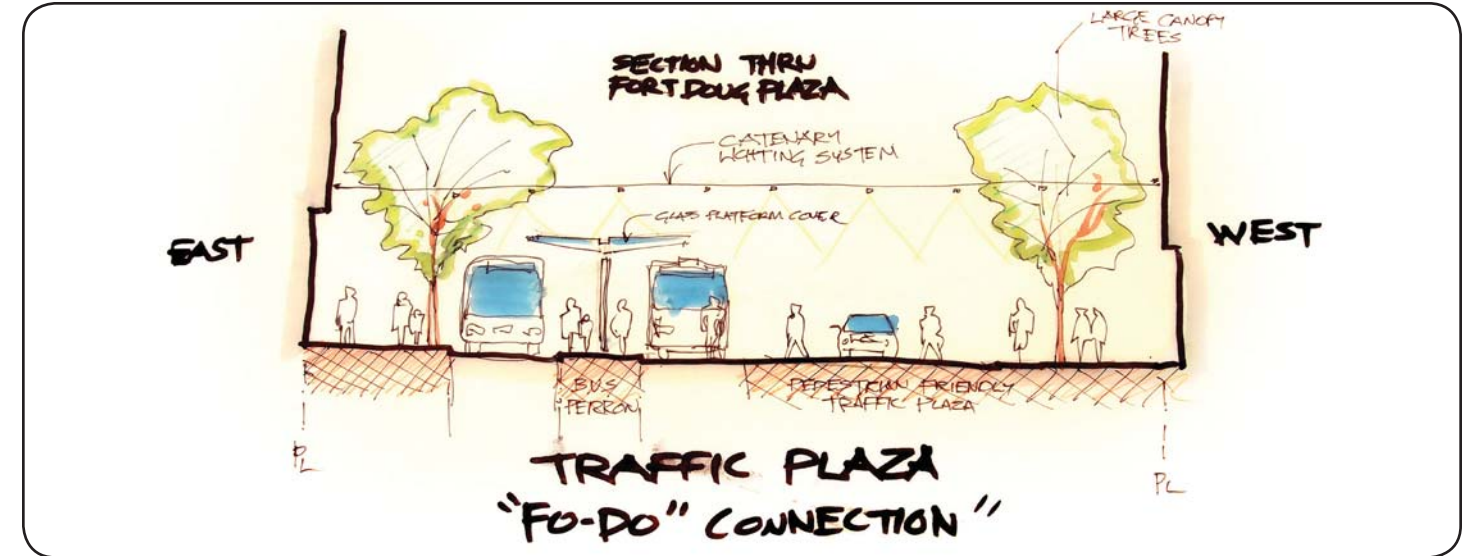 LARGE CANOPY
TREES
SECTION THRU
FORT DOUG PLAZA
CATENARY
LIGHTING SYSTEM
GLAS PLATFORM COVER
EAST
WEST
BUS
PERRON
PEDESTRIAN FRIENDLY
TRAFFIC PLAZA
PL
PL
TRAFFIC PLAZA
"FO-DO" CONNECTION"